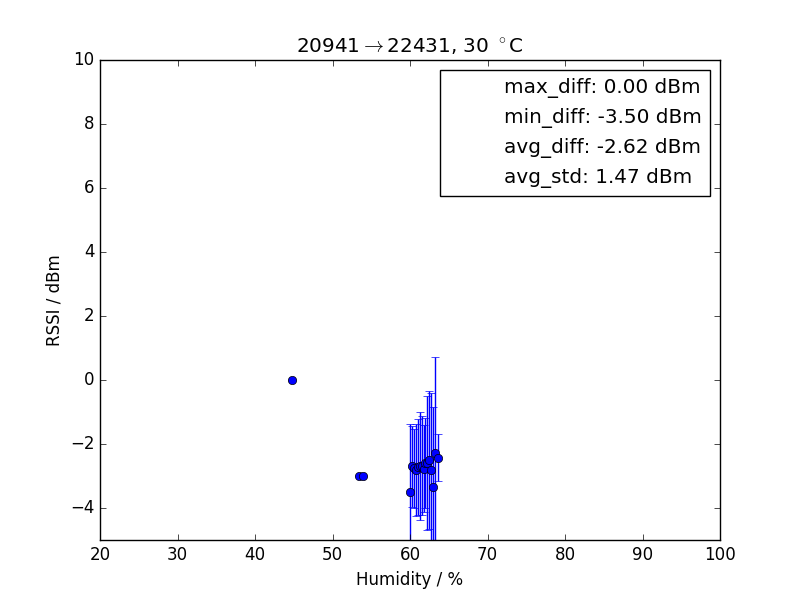 20941→22431, 30 °C
max_diff: 0.00 dBm
min_diff: -3.50 dBm
avg_diff: -2.62 dBm
avg_std: 1.47 dBm
RSSI / dBm
10
8
6
4
2
0
−2
−4
20 30 40 50 60 70 80 90 100
Humidity / %